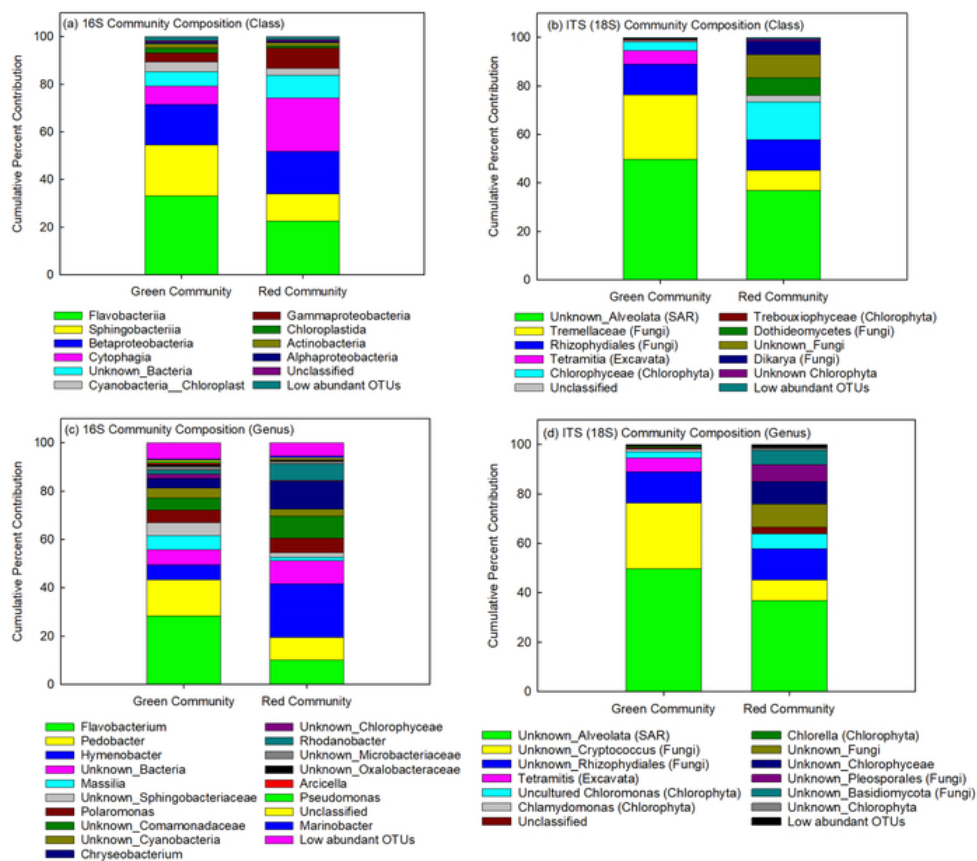 (a) 16S Community Composition (Class)
100
80
60
40
20
0
Cumulative Percent Contribution
Green Community Red Community
Flavobacteriia
Sphingobacteriia
Betaproteobacteria
Cytophagia
Unknown_Bacteria
Cyanobacteria__Chloroplast
Gammaproteobacteria
Chloroplastida
Actinobacteria
Alphaproteobacteria
Unclassified
Low abundant OTUs
(b) ITS (18S) Community Composition (Class)
100
80
60
40
20
0
Cumulative Percent Contribution
Green Community Red Community
Unknown_Alveolata (SAR)
Tremellaceae (Fungi)
Rhizophydiales (Fungi)
Tetramitia (Excavata)
Chlorophyceae (Chlorophyta)
Unclassified
Trebouxiophyceae (Chlorophyta)
Dothideomycetes (Fungi)
Unknown_Fungi
Dikarya (Fungi)
Unknown Chlorophyta
Low abundant OTUs
(c) 16S Community Composition (Genus)
100
80
60
40
20
0
Cumulative Percent Contribution
Green Community Red Community
Flavobacterium
Pedobacter
Hymenobacter
Unknown_Bacteria
Massilia
Unknown_Sphingobacteriaceae
Polaromonas
Unknown_Comamonadaceae
Unknown_Cyanobacteria
Chryseobacterium
Unknown_Chlorophyceae
Rhodanobacter
Unknown_Microbacteriaceae
Unknown_Oxalobacteraceae
Arcicella
Pseudomonas
Unclassified
Marinobacter
Low abundant OTUs
(d) ITS (18S) Community Composition (Genus)
100
80
60
40
20
0
Cumulative Percent Contribution
Green Community Red Community
Unknown_Alveolata (SAR)
Unknown_Cryptococcus (Fungi)
Unknown_Rhizophydiales (Fungi)
Tetramitis (Excavata)
Uncultured Chloromonas (Chlorophyta)
Chlamydomonas (Chlorophyta)
Unclassified
Chlorella (Chlorophyta)
Unknown_Fungi
Unknown_Chlorophyceae
Unknown_Pleosporales (Fungi)
Unknown_Basidiomycota (Fungi)
Unknown_Chlorophyta
Low abundant OTUs